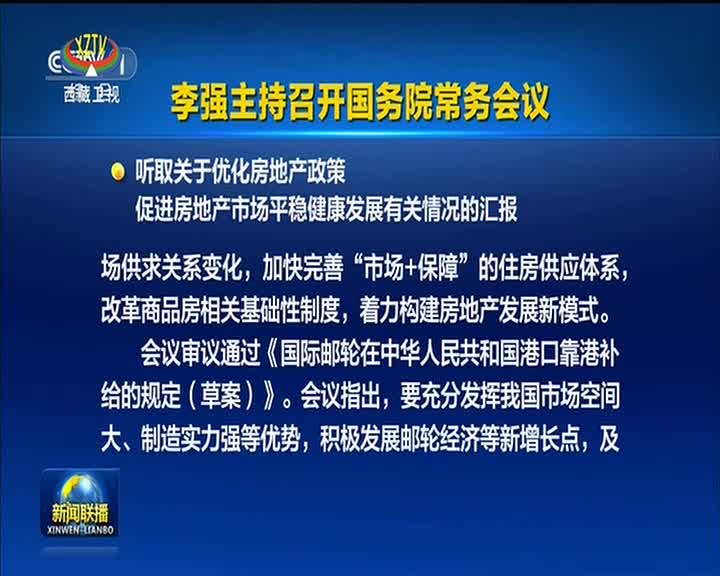 XZTV
西藏卫视
李强主持召开国务院常务会议
听取关于优化房地产政策
促进房地产市场平稳健康发展有关情况的汇报
场供求关系变化，加快完善“市场+保障”的住房供应体系，
改革商品房相关基础性制度，着力构建房地产发展新模式。
会议审议通过《国际邮轮在中华人民共和国港口靠港补
给的规定（草案）》。会议指出，要充分发挥我国市场空间
大、制造实力强等优势，积极发展邮轮经济等新增长点，及
新闻联播
XINWEN-LIANBO